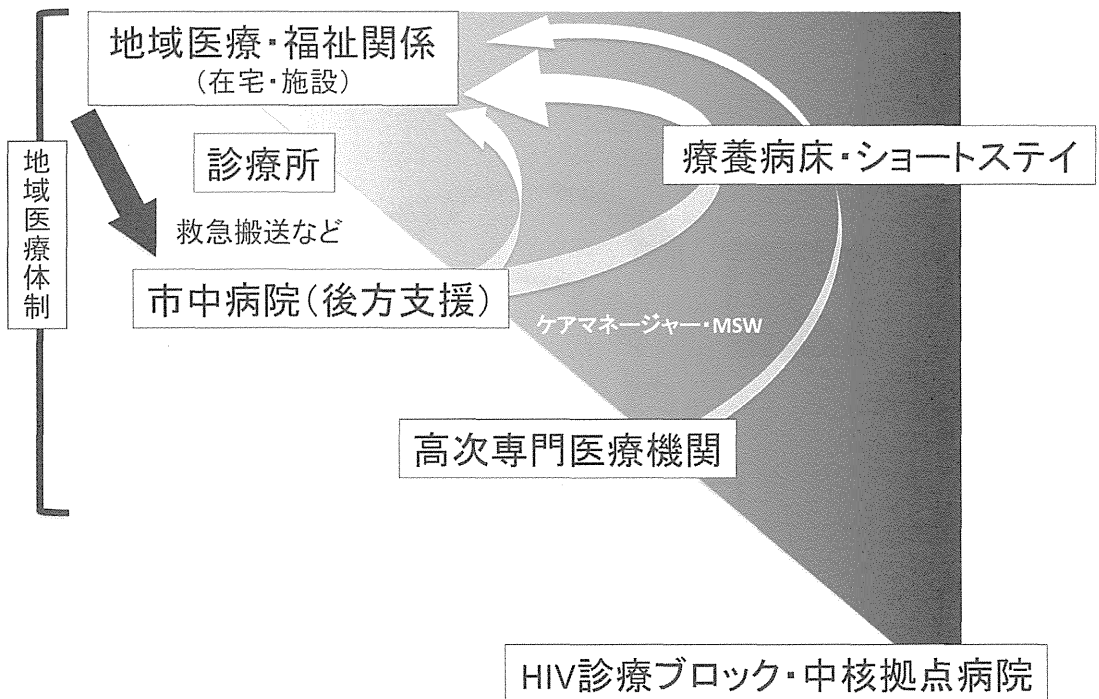 地域医療・福祉関係
(在宅・施設)
地域医療体制
診療所
療養病床・ショートステイ
救急搬送など
市中病院(後方支援)
ケアマネージャー・MSW
高次専門医療機関
HIV診療ブロック・中核拠点病院